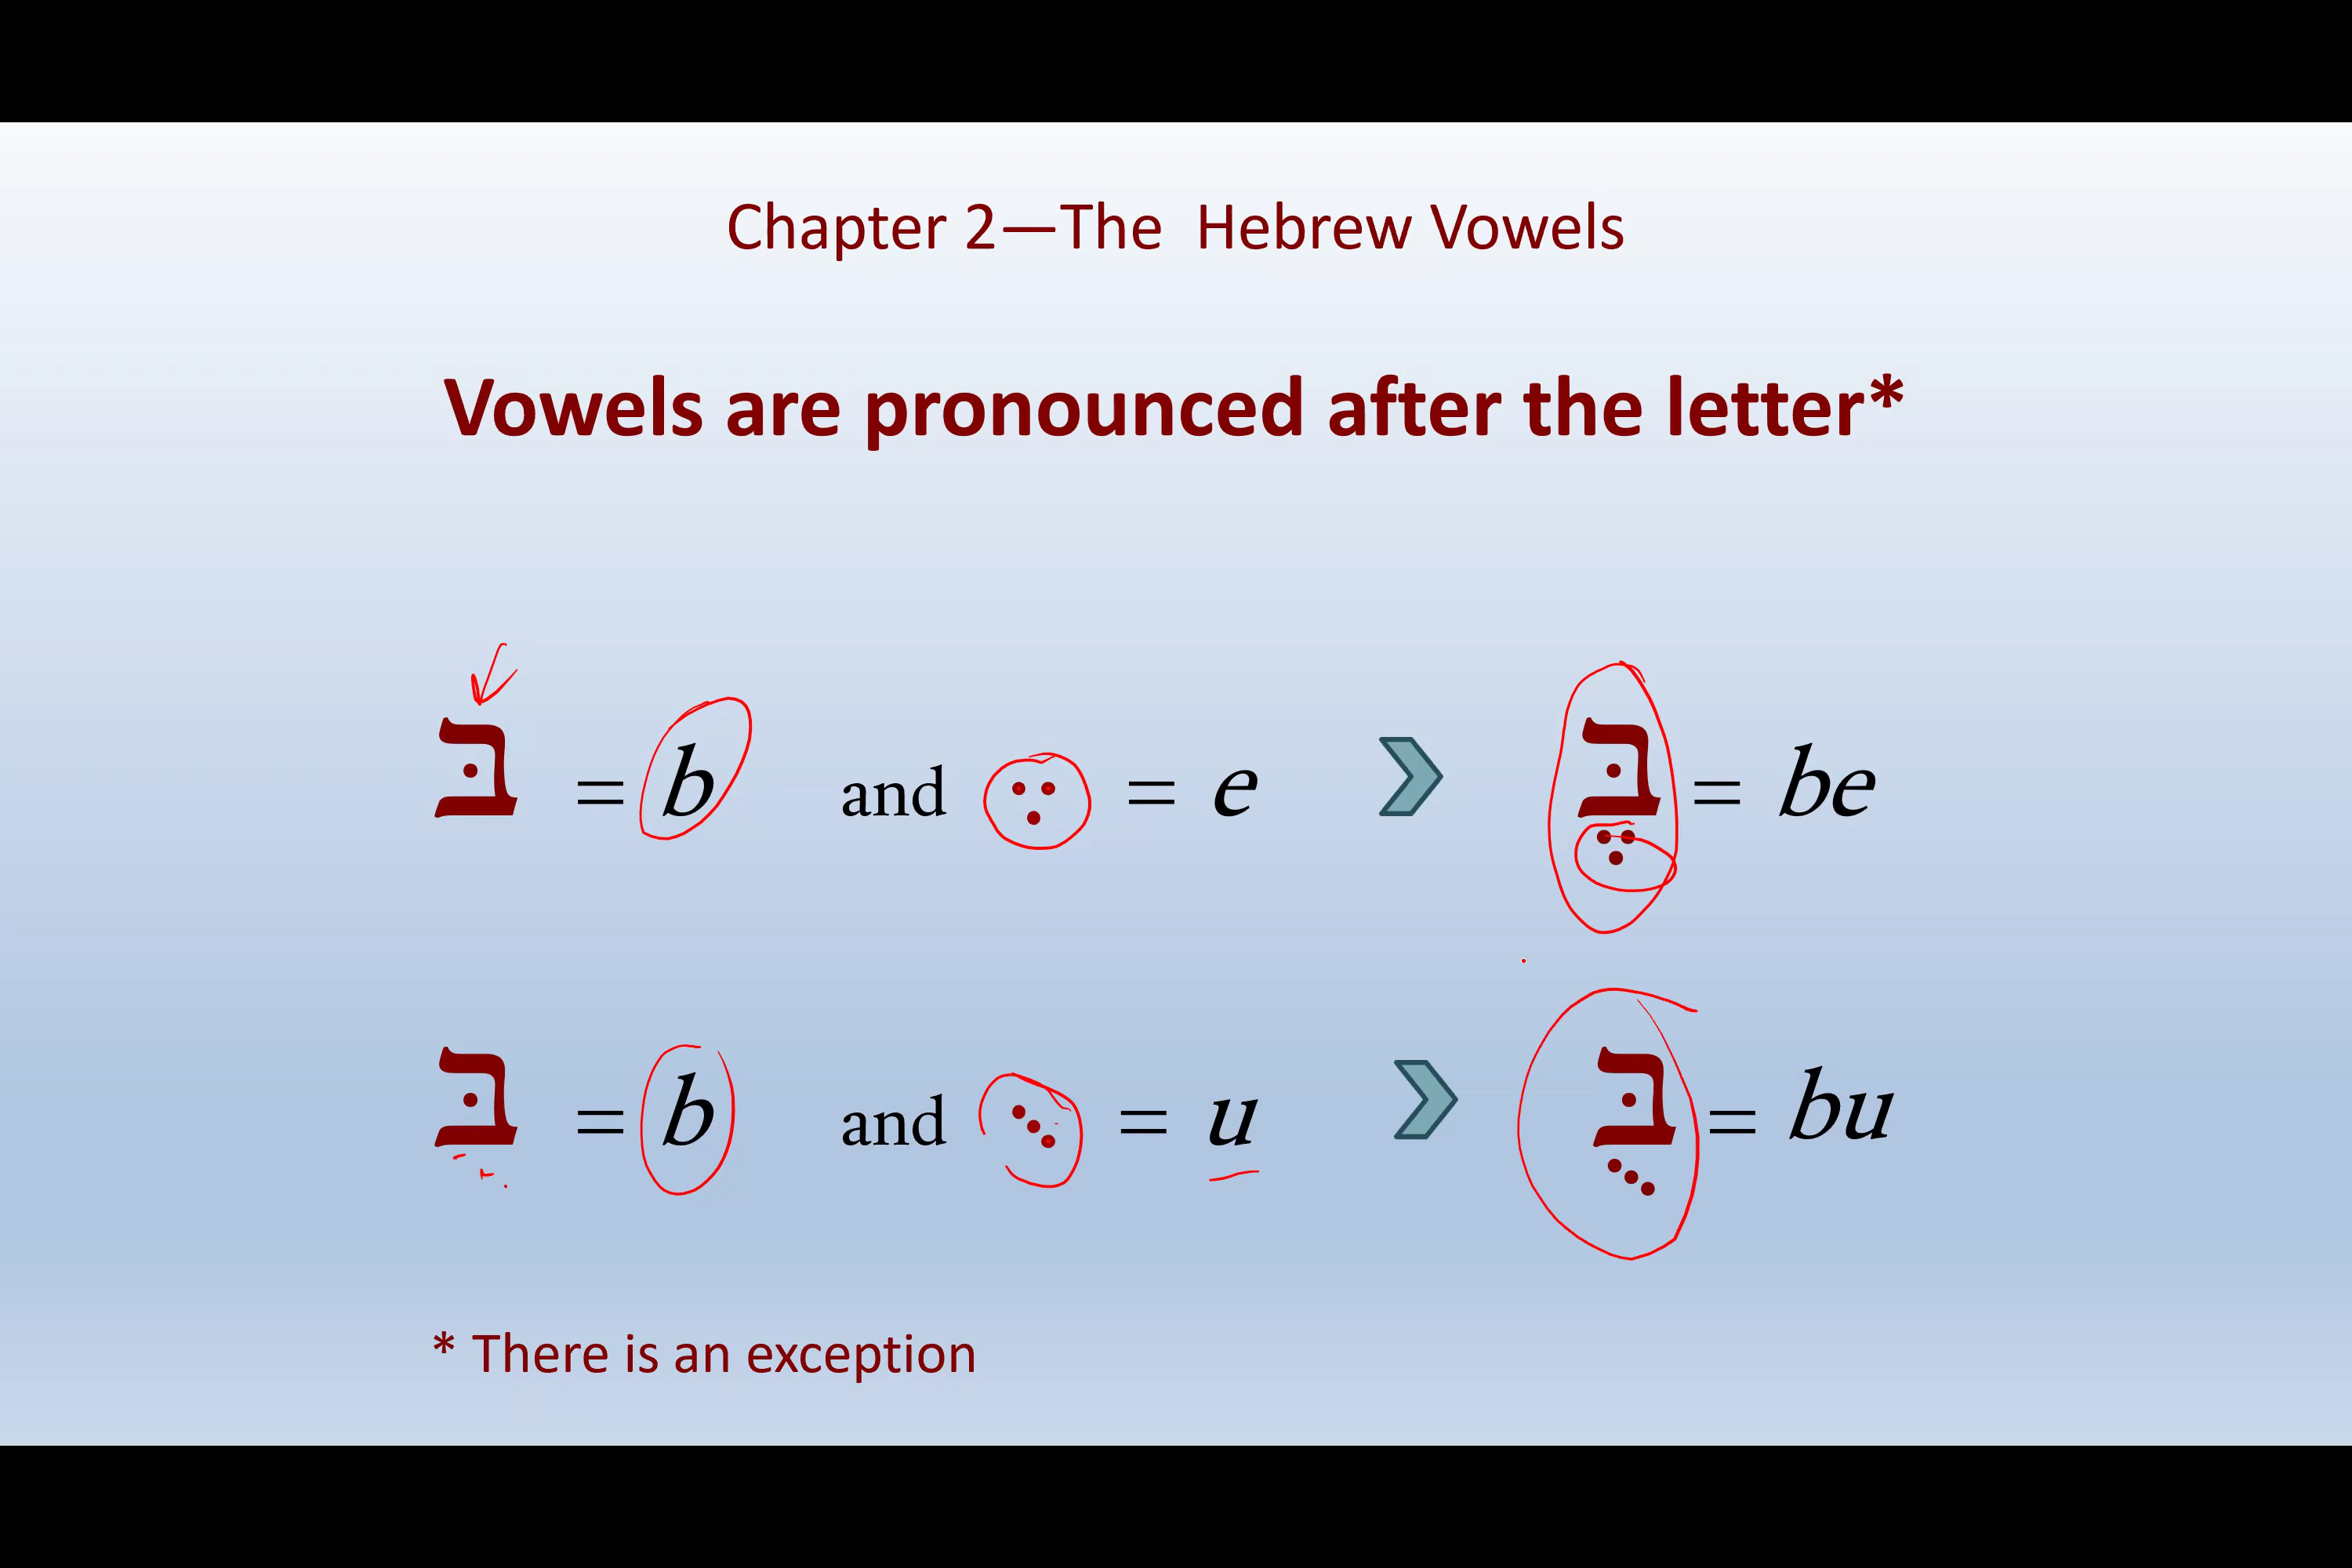 Chapter 2—The Hebrew Vowels
Vowels are pronounced after the letter*
בּ = b and ֶ = e בֶּ = be
בּ = b and ֻ = u בֻּ = bu
* There is an exception